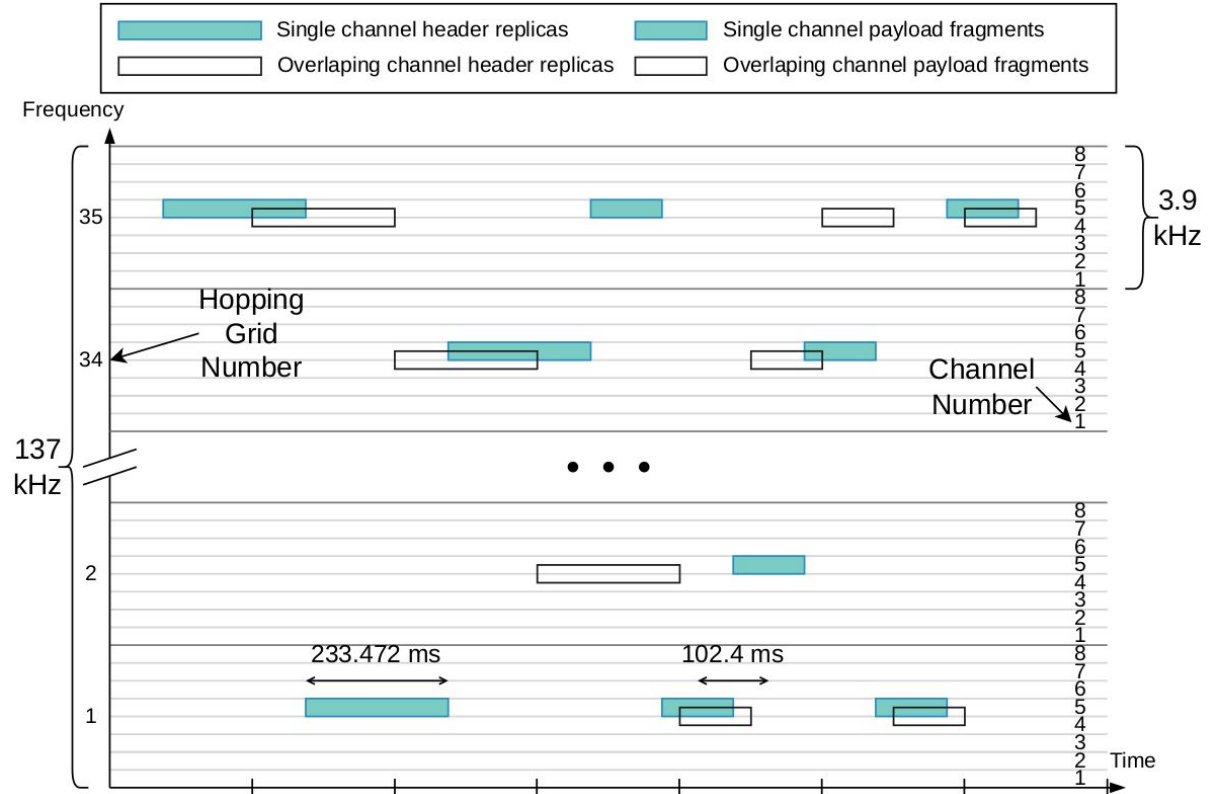 Single channel header replicas
Single channel payload fragments
Overlaping channel header replicas
Overlaping channel payload fragments
Frequency
8
7
6
5
4
3
2
1
35
3.9
kHz
Hopping
Grid
Number
8
7
6
5
4
3
2
1
34
Channel
Number
137
kHz
8
7
6
5
4
3
2
1
2
233.472 ms
102.4 ms
8
7
6
5
4
3
2
1
1
Time